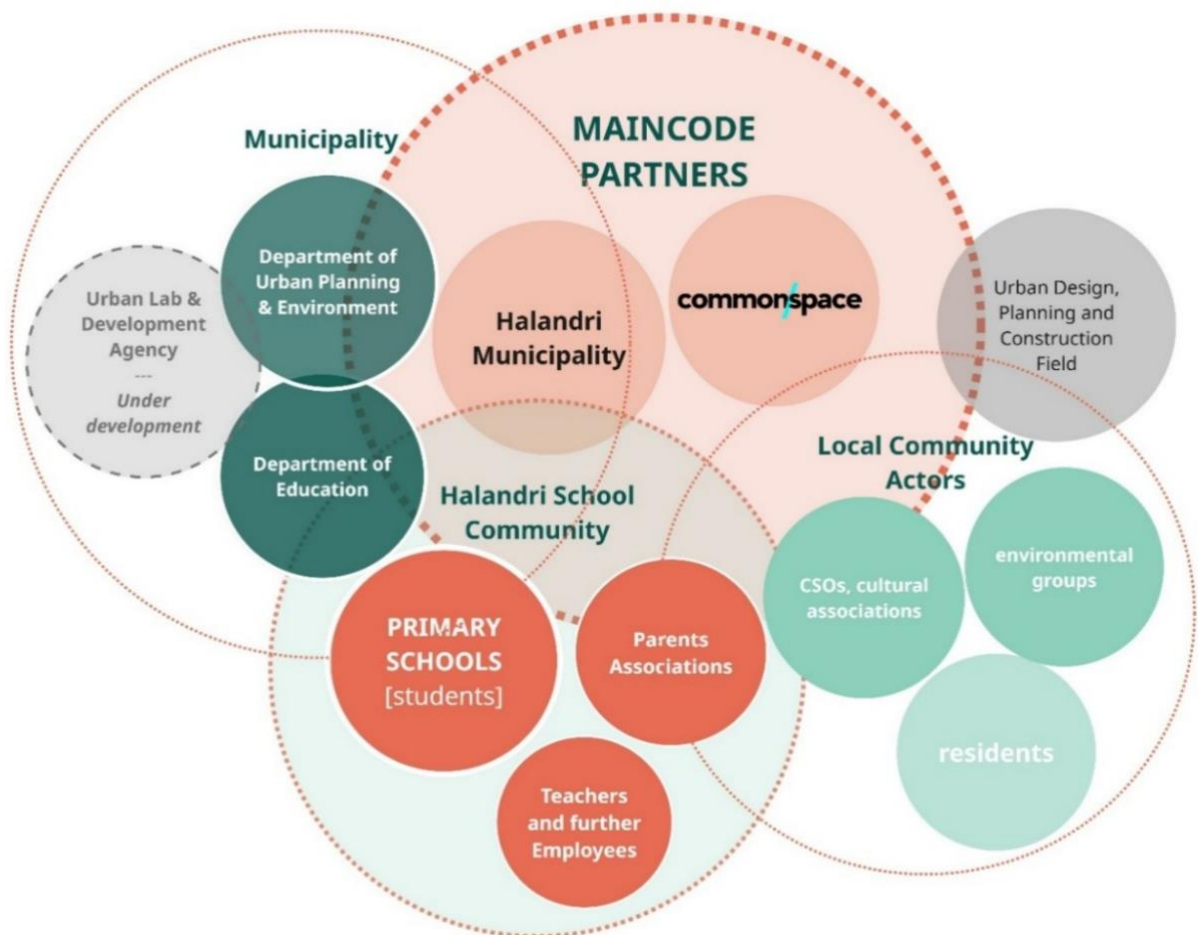 MAINCODE
PARTNERS
Municipality
Department of
Urban Planning
& Environment
Urban Lab &
Development
Agency
---
Under
development
Halandri
Municipality
common/space
Urban Design,
Planning and
Construction
Field
Department of
Education
Halandri School
Community
Local Community
Actors
CSOs, cultural
associations
environmental
groups
PRIMARY
SCHOOLS
[students]
Parents
Associations
residents
Teachers
and further
Employees